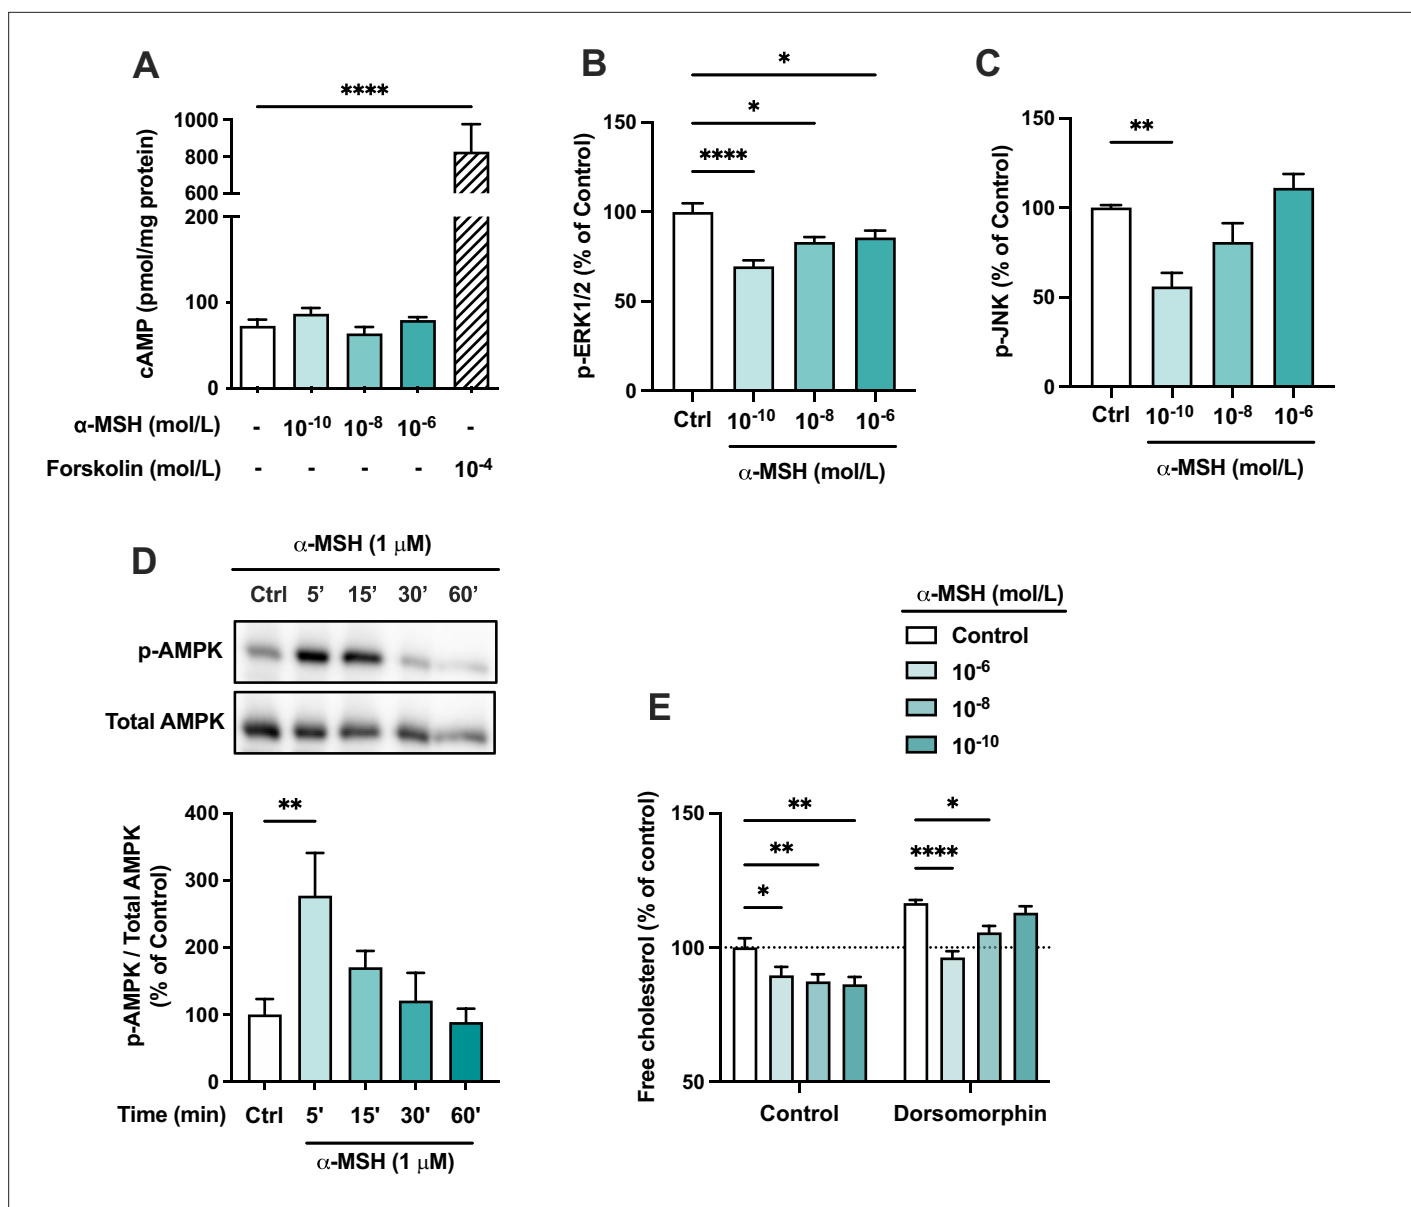 A
****
cAMP (pmol/mg protein)
1000
800
600
200
100
0
α-MSH (mol/L) - 10⁻¹⁰ 10⁻⁸ 10⁻⁶ -
Forskolin (mol/L) - - - - 10⁻⁴
B
*
*
****
p-ERK1/2 (% of Control)
150
100
50
0
Ctrl 10⁻¹⁰ 10⁻⁸ 10⁻⁶
α-MSH (mol/L)
C
**
p-JNK (% of Control)
150
100
50
0
Ctrl 10⁻¹⁰ 10⁻⁸ 10⁻⁶
α-MSH (mol/L)
D
α-MSH (1 μM)
Ctrl 5’ 15’ 30’ 60’
p-AMPK
Total AMPK
**
p-AMPK / Total AMPK
(% of Control)
400
300
200
100
0
Time (min) Ctrl 5' 15' 30' 60'
α-MSH (1 μM)
E
α-MSH (mol/L)
Control
10⁻⁶
10⁻⁸
10⁻¹⁰
Free cholesterol (% of control)
150
100
50
**
**
*
*
****
Control Dorsomorphin